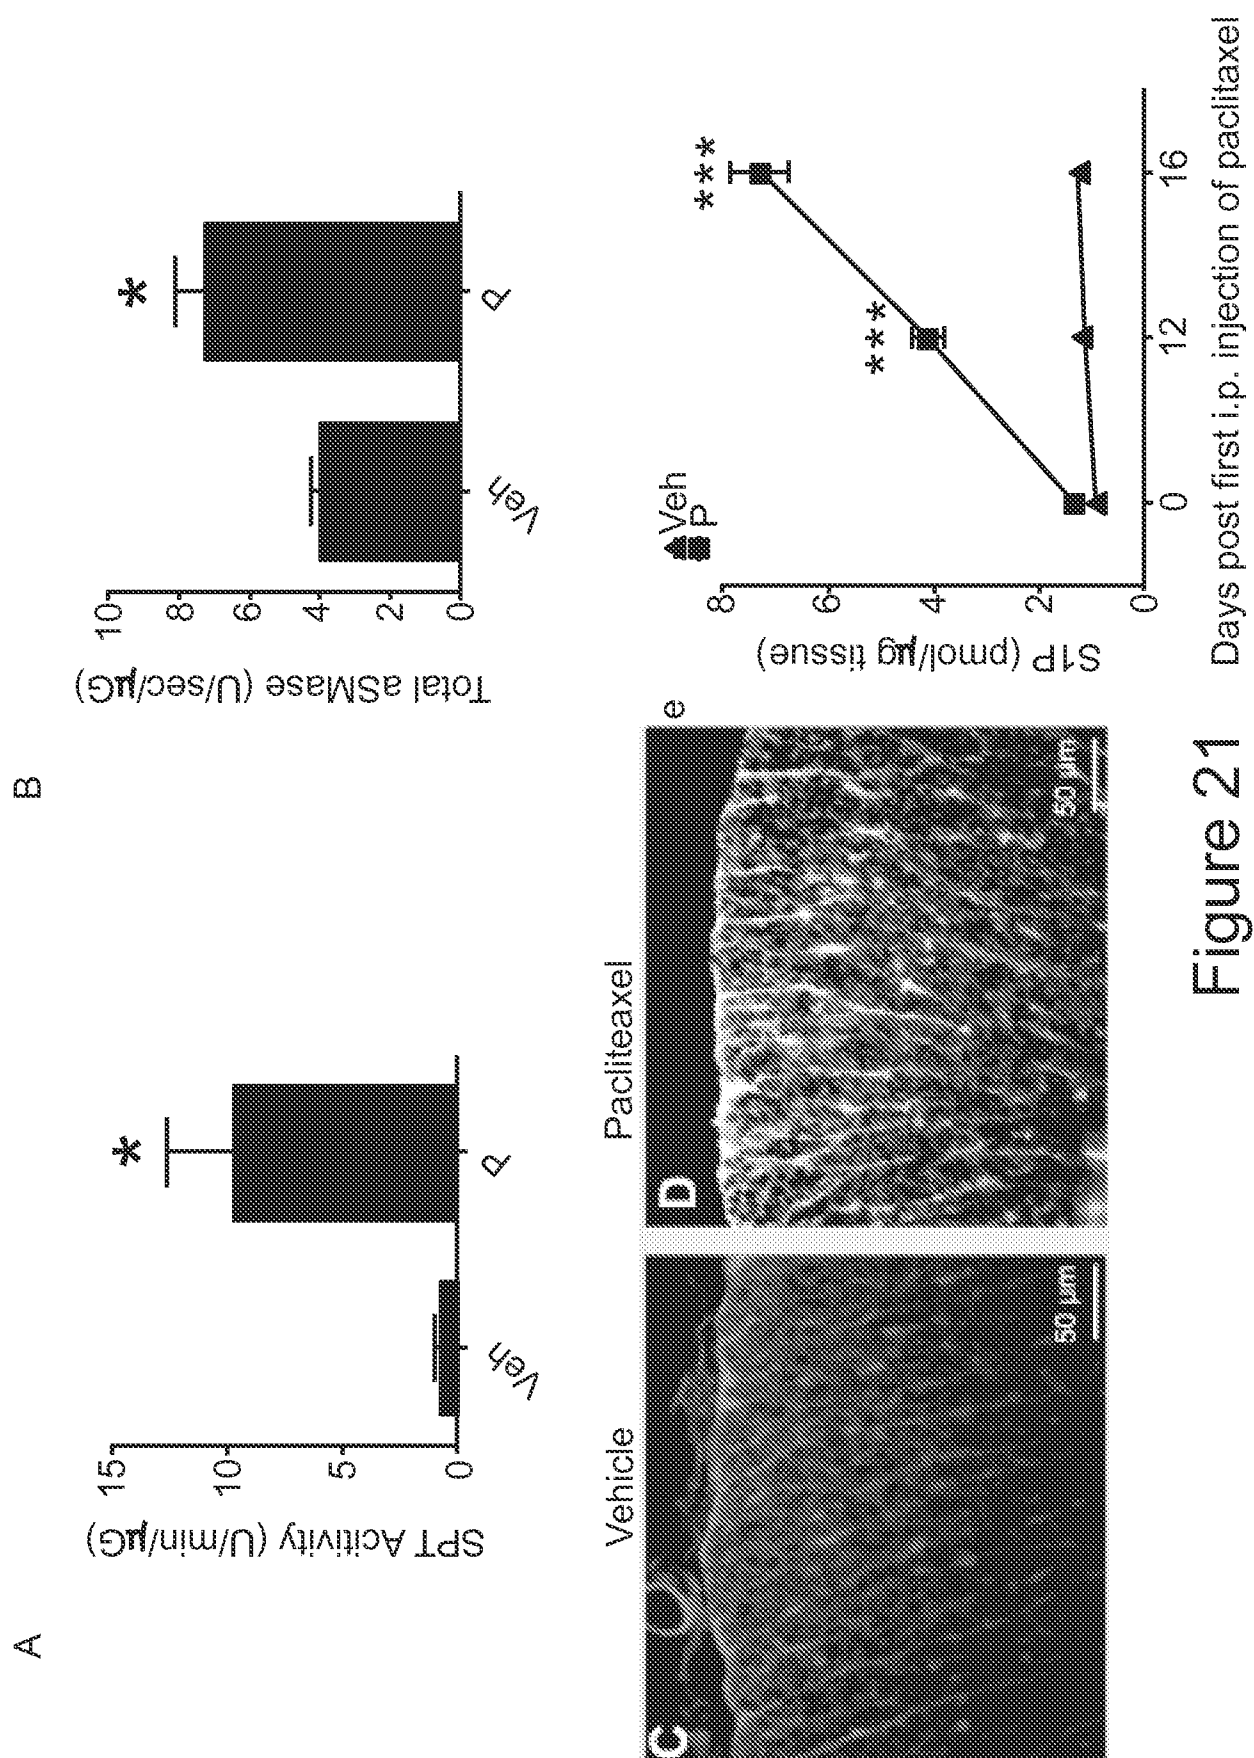 A
SPT Acitivity (U/min/µG)
15
10
5
0
*
Veh
P
B
Total aSMase (U/sec/µG)
10
8
6
4
2
0
*
Veh
P
Vehicle
C
50 µm
Pacliteaxel
D
50 µm
e
S1P (pmol/µg tissue)
8
6
4
2
0
Veh
P
***
***
0 12 16
Days post first i.p. injection of paclitaxel
Figure 21